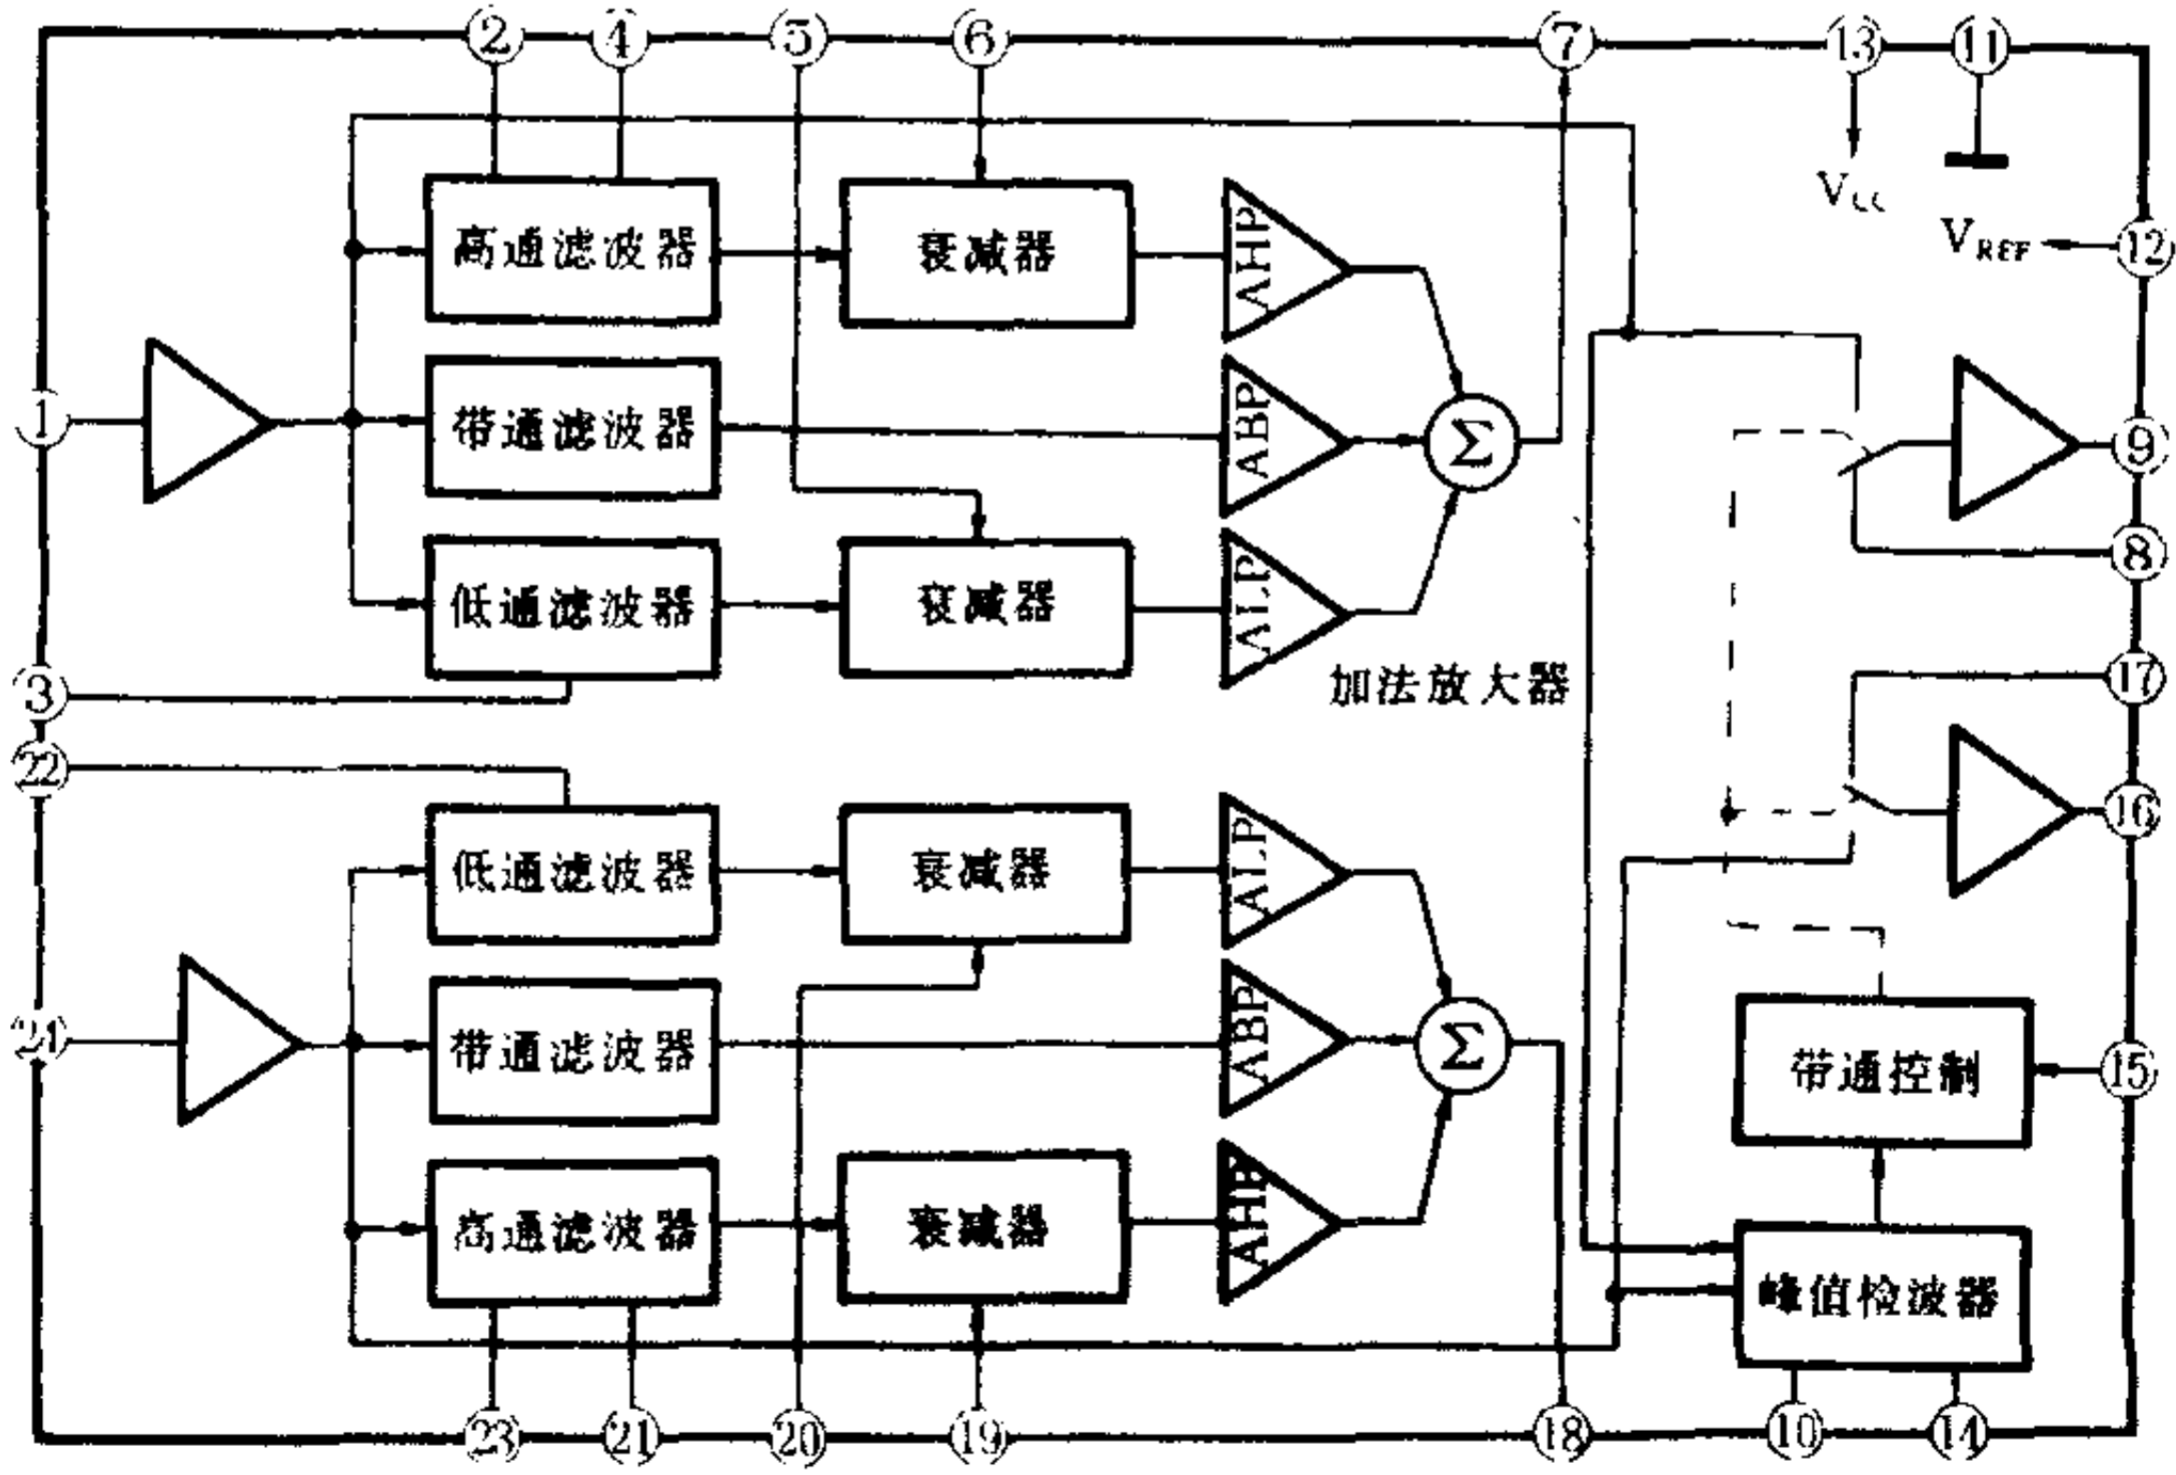 ② ④ ⑤ ⑥ ⑦ ⑬ ⑪
V_CC
V_REF ⑫
高通滤波器 衰减器 AHP
① 带通滤波器 ABP Σ ⑨
⑧
低通滤波器 衰减器 ALP
加法放大器 ⑰
③
㉒
⑯
低通滤波器 衰减器 ALP
㉔ 带通滤波器 ABP Σ 带通控制 ⑮
高通滤波器 衰减器 AHP
峰值检波器
㉓ ㉑ ⑳ ⑲ ⑱ ⑩ ⑭